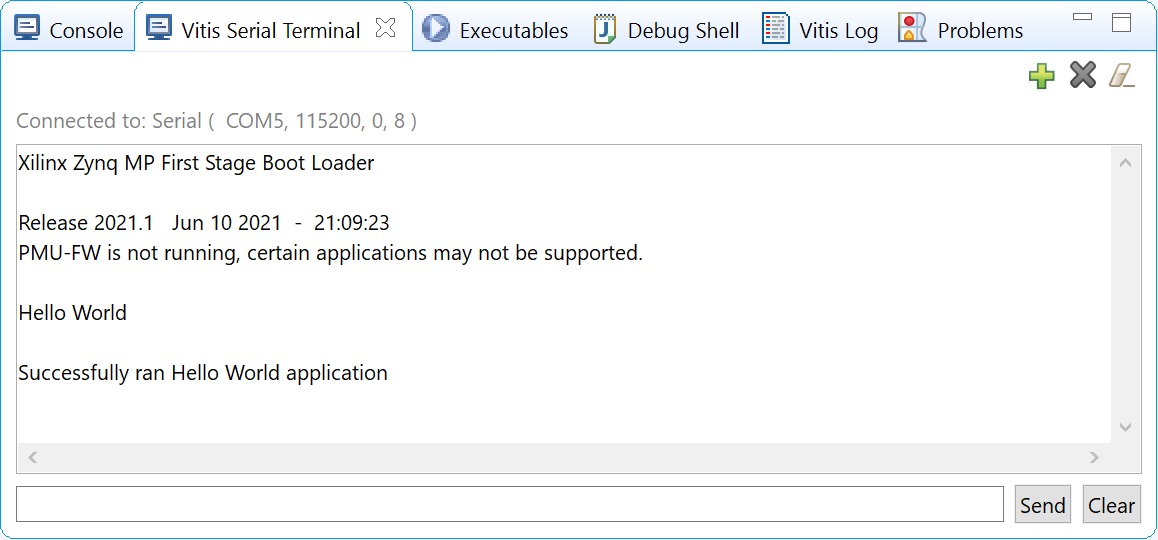 Console Vitis Serial Terminal Executables Debug Shell Vitis Log Problems
Connected to: Serial (  COM5, 115200, 0, 8 )
Xilinx Zynq MP First Stage Boot Loader
Release 2021.1   Jun 10 2021  -  21:09:23
PMU-FW is not running, certain applications may not be supported.
Hello World
Successfully ran Hello World application
Send Clear